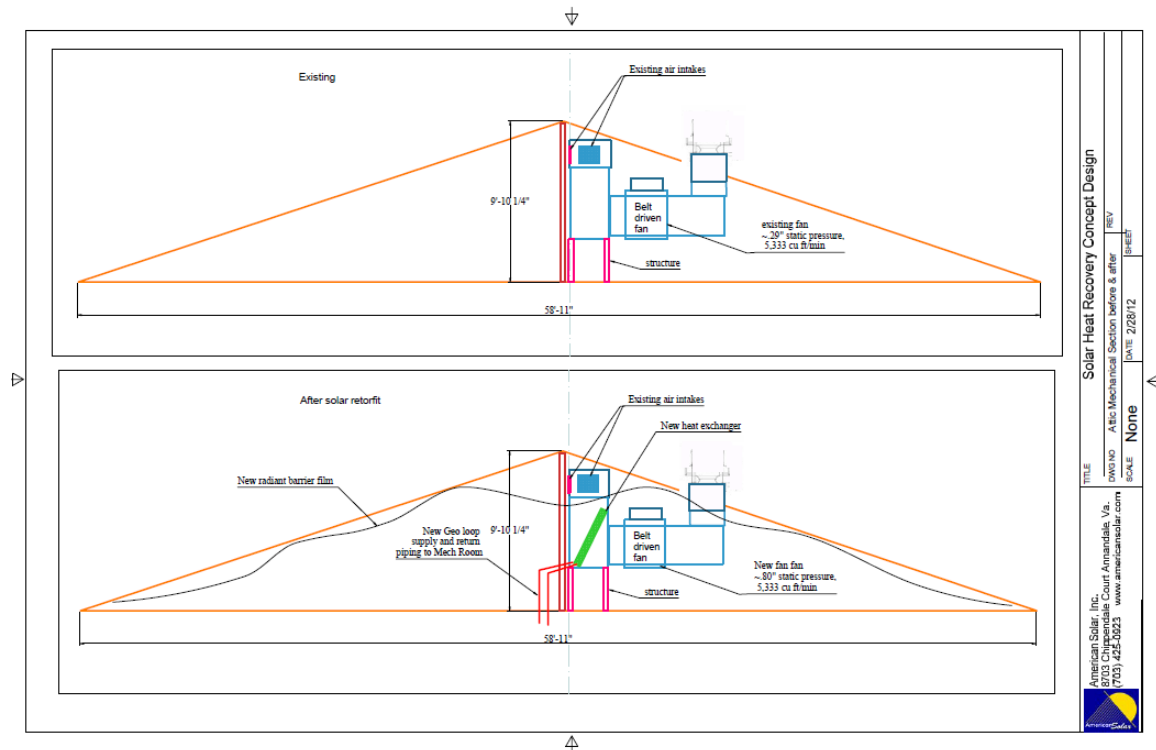 Existing
Existing air intakes
9'-10 1/4"
Belt
driven
fan
existing fan
~.29" static pressure,
5,333 cu ft/min
structure
58'-11"
After solar retorfit
Existing air intakes
New heat exchanger
New radiant barrier film
New Geo loop
supply and return
piping to Mech Room
9'-10 1/4"
Belt
driven
fan
New fan fan
~.80" static pressure,
5,333 cu ft/min
structure
58'-11"
TITLE
Solar Heat Recovery Concept Design
DWG NO
Attic Mechanical Section before & after
REV
SCALE
None
DATE 2/28/12
SHEET
American Solar, Inc.
8703 Chippendale Court Annandale, Va.
(703) 425-0923 www.americansolar.com
American Solar